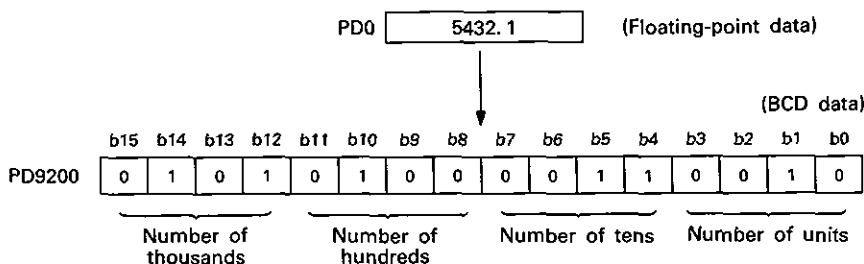 PD0 5432.1 (Floating-point data)
(BCD data)
b15 b14 b13 b12 b11 b10 b9 b8 b7 b6 b5 b4 b3 b2 b1 b0
PD9200 0 1 0 1 0 1 0 0 0 0 1 1 0 0 1 0
Number of thousands
Number of hundreds
Number of tens
Number of units